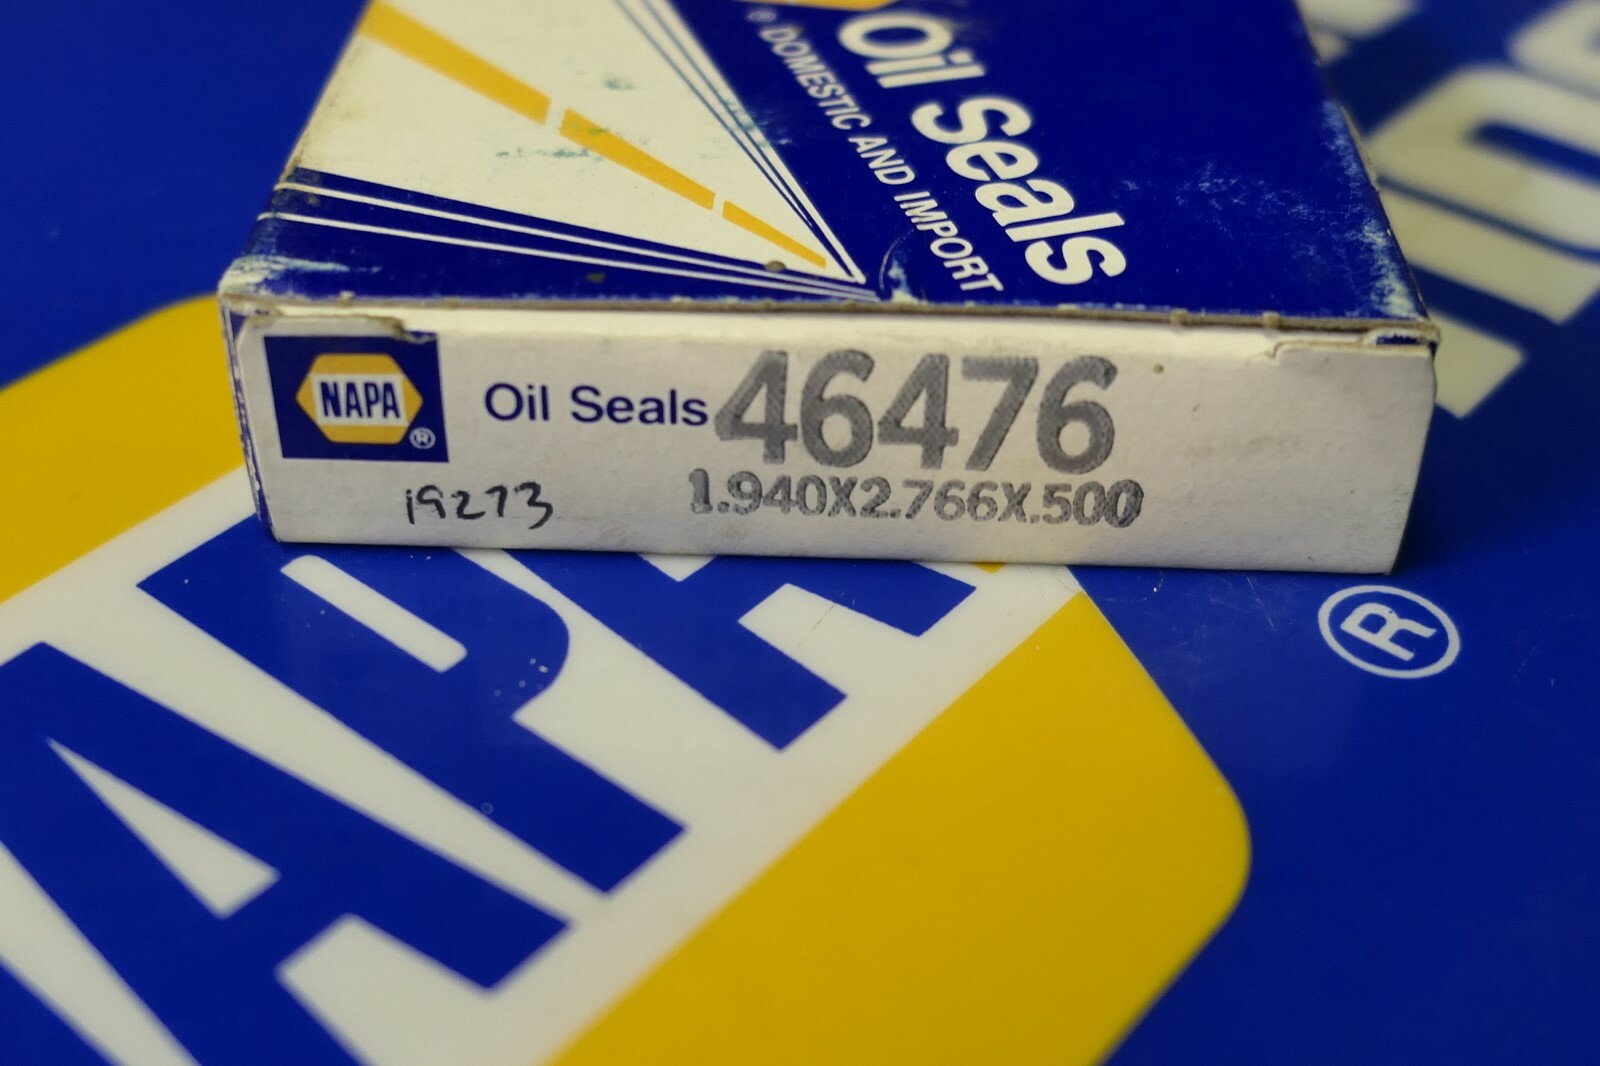 Oil Seals
® DOMESTIC AND IMPORT
NAPA ®
Oil Seals 46476
1.940X2.766X.500
19273
®